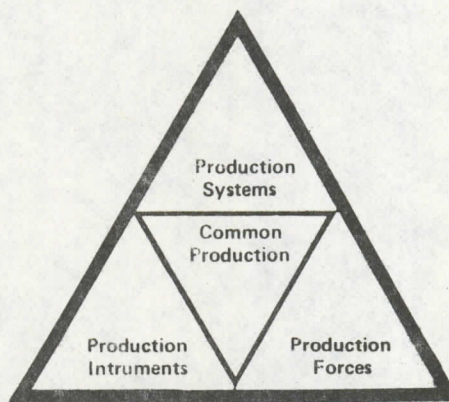 Production
Systems
Common
Production
Production
Intruments
Production
Forces